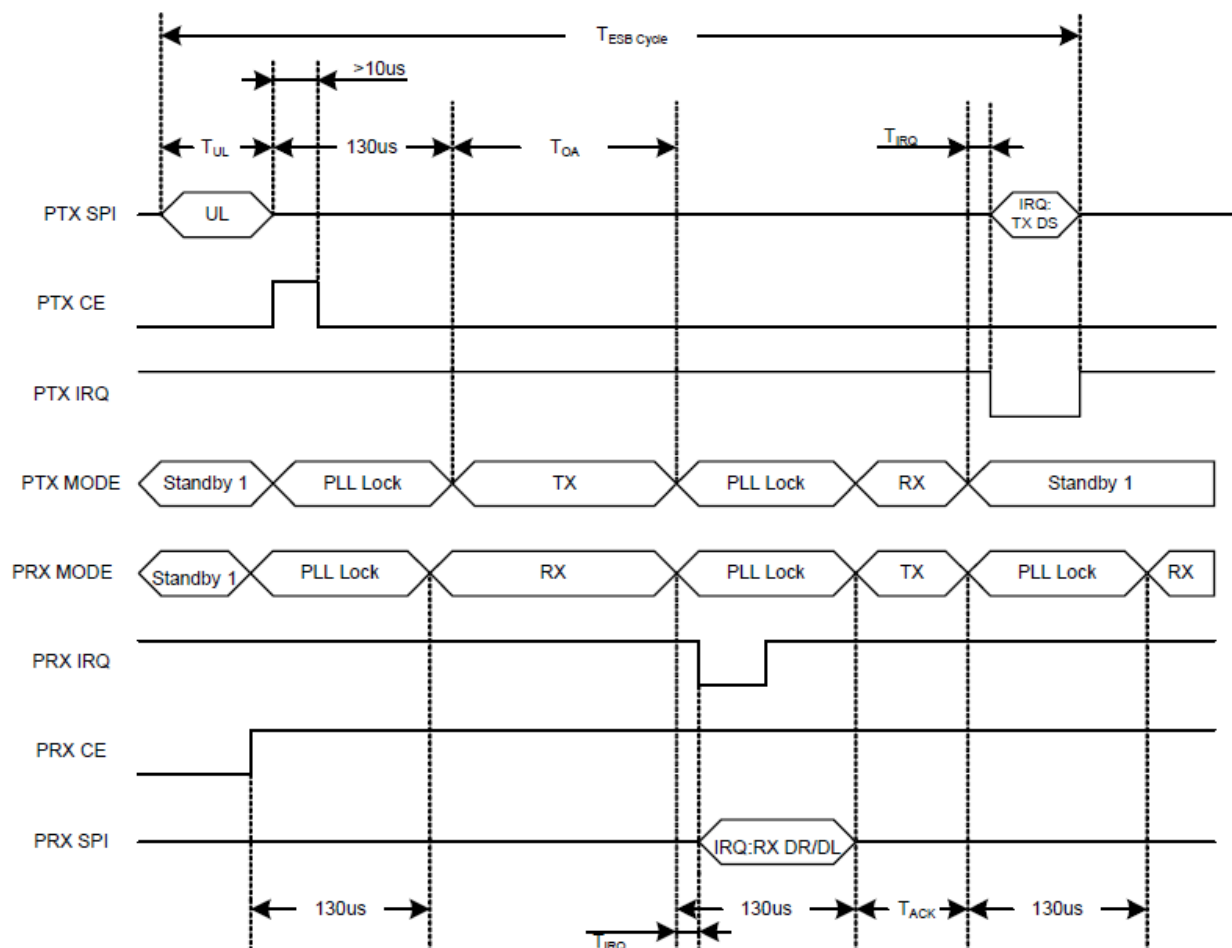 TESB Cycle
>10us
TUL 130us TOA TIRQ
PTX SPI UL IRQ:
TX DS
PTX CE
PTX IRQ
PTX MODE Standby 1 PLL Lock TX PLL Lock RX Standby 1
PRX MODE Standby 1 PLL Lock RX PLL Lock TX PLL Lock RX
PRX IRQ
PRX CE
PRX SPI IRQ:RX DR/DL
130us 130us TACK 130us
TIRQ